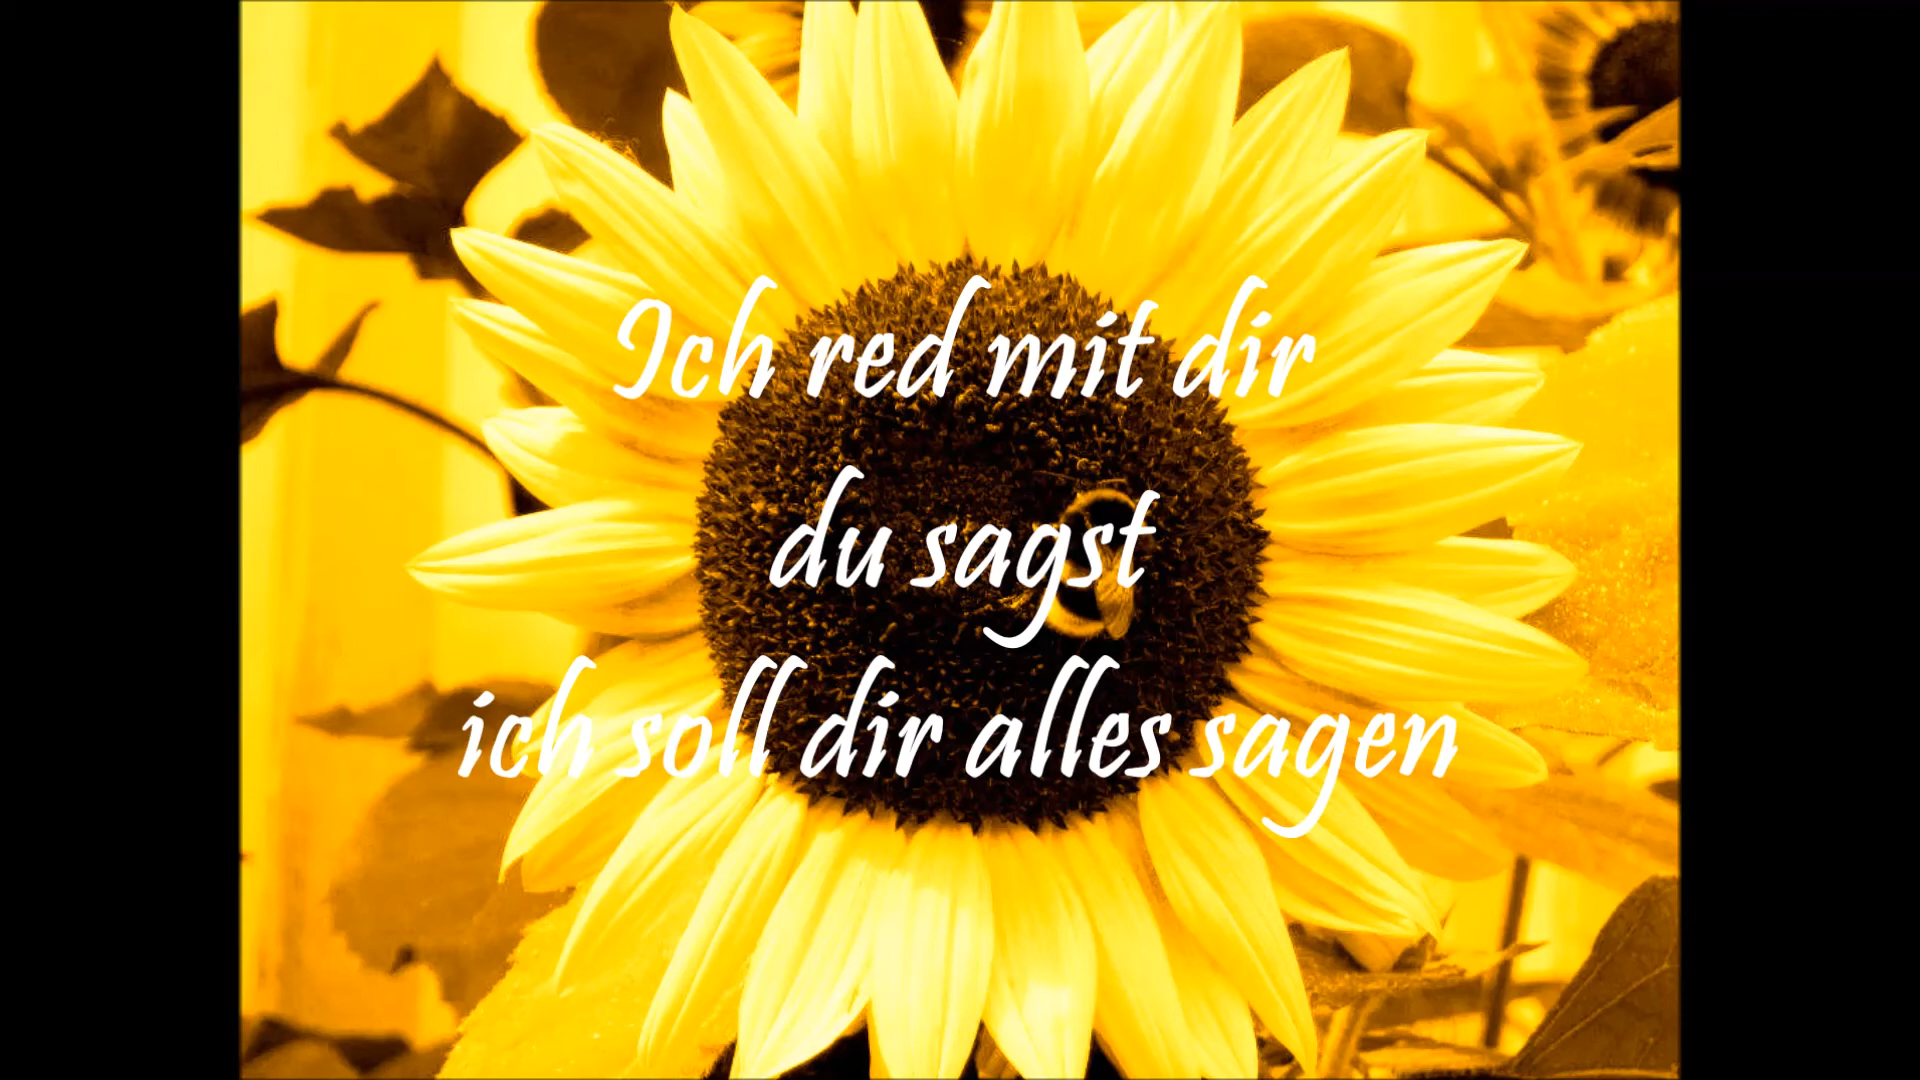 Ich red mit dir
du sagst
ich soll dir alles sagen